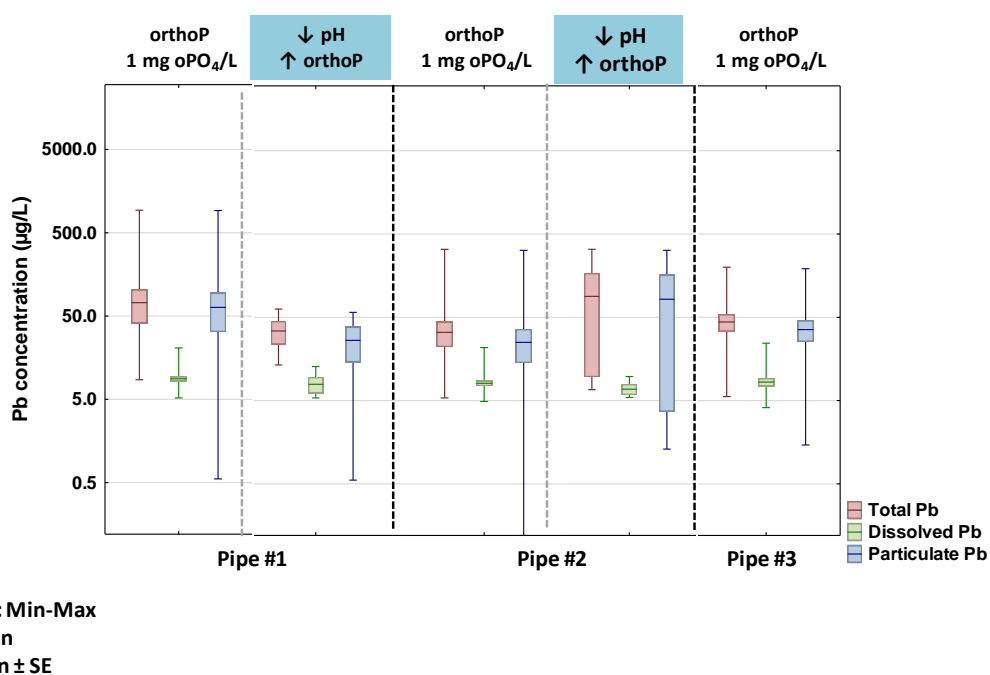 orthoP
1 mg oPO₄/L
↓ pH
↑ orthoP
orthoP
1 mg oPO₄/L
↓ pH
↑ orthoP
orthoP
1 mg oPO₄/L
Pb concentration (µg/L)
5000.0
500.0
50.0
5.0
0.5
Pipe #1
Pipe #2
Pipe #3
Total Pb
Dissolved Pb
Particulate Pb
: Min-Max
n ± SE